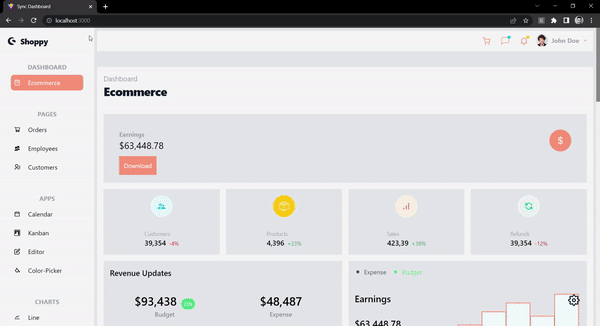 Sync Dashboard
localhost:3000
Shoppy
John Doe
DASHBOARD
Ecommerce
PAGES
Orders
Employees
Customers
APPS
Calendar
Kanban
Editor
Color-Picker
CHARTS
Line
Dashboard
Ecommerce
Earnings
$63,448.78
Download
$
Customers
39,354 -4%
Products
4,396 +23%
Sales
423,39 +38%
Refunds
39,354 -12%
Revenue Updates
$93,438
Budget
$48,487
Expense
Expense
Budget
Earnings
$63,448.78